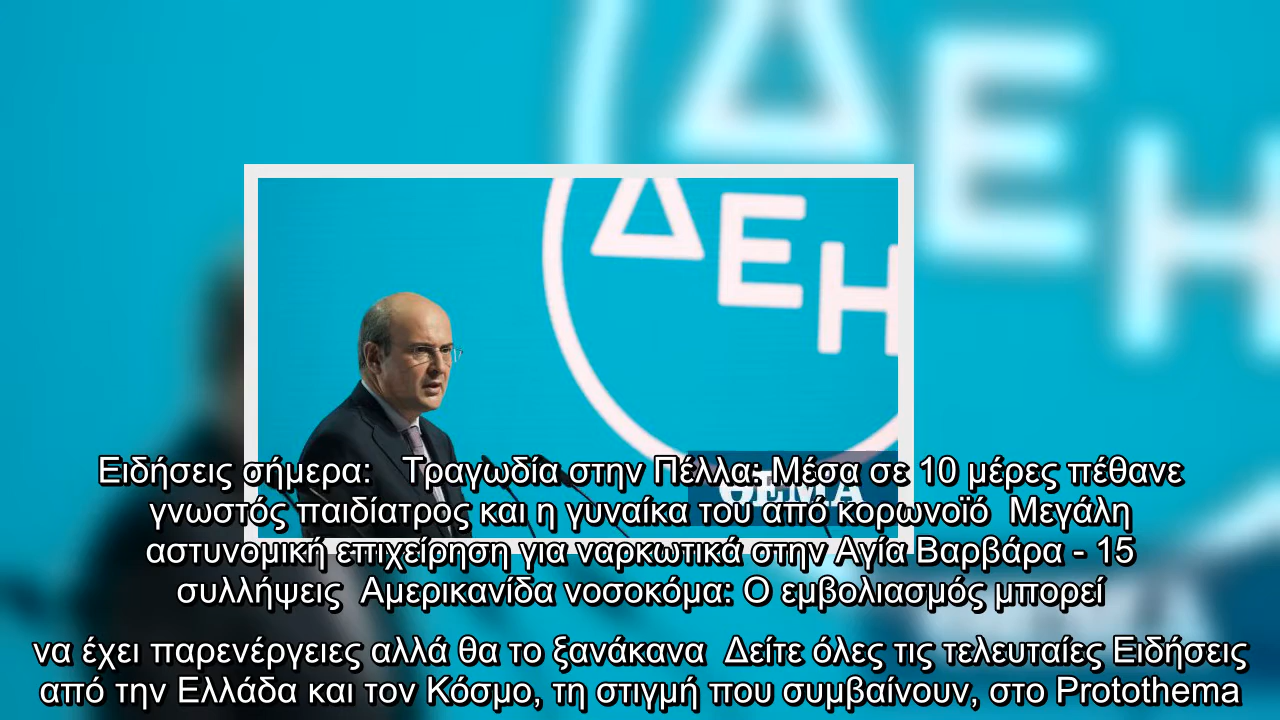 ΔΕΗ
ΔΕΗ
ΘΕΜΑ
Ειδήσεις σήμερα: Τραγωδία στην Πέλλα: Μέσα σε 10 μέρες πέθανε
γνωστός παιδίατρος και η γυναίκα του από κορωνοϊό Μεγάλη
αστυνομική επιχείρηση για ναρκωτικά στην Αγία Βαρβάρα - 15
συλλήψεις Αμερικανίδα νοσοκόμα: Ο εμβολιασμός μπορεί
να έχει παρενέργειες αλλά θα το ξανάκανα Δείτε όλες τις τελευταίες Ειδήσεις
από την Ελλάδα και τον Κόσμο, τη στιγμή που συμβαίνουν, στο Protothema